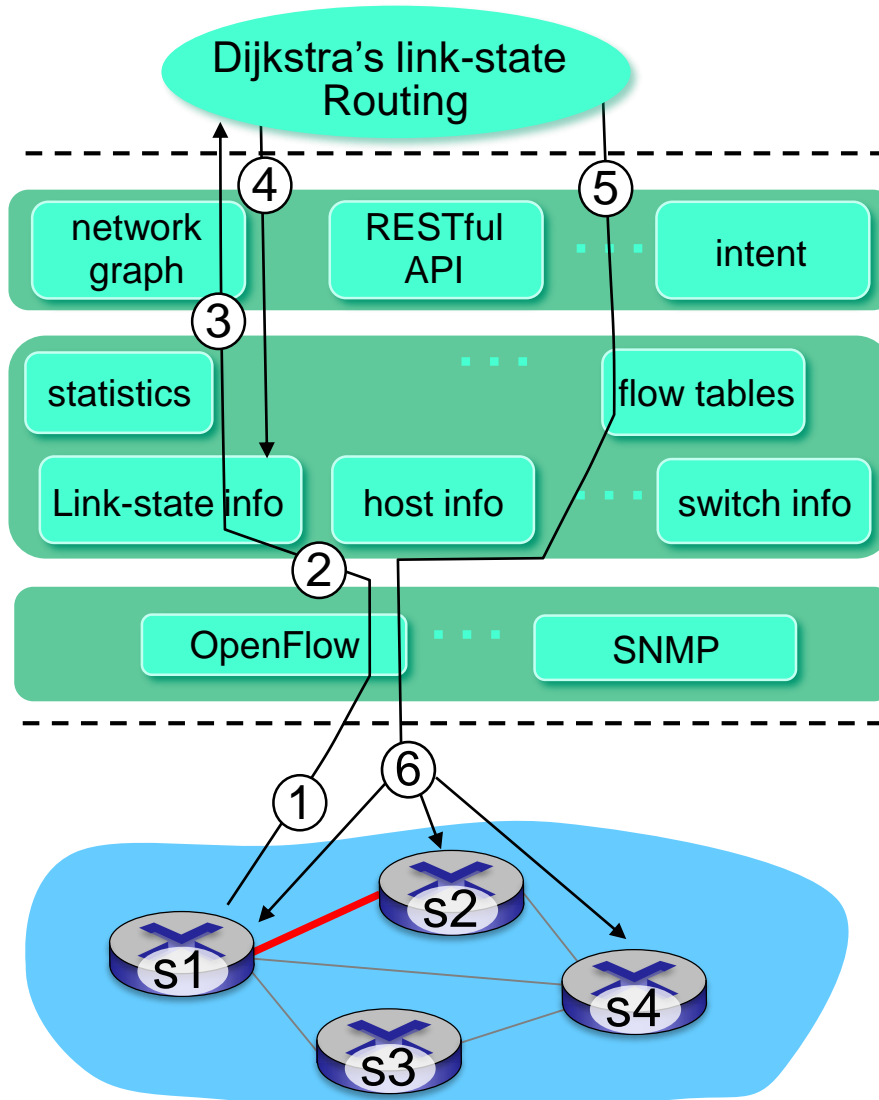 Dijkstra's link-state
Routing
4
5
network
graph
RESTful
API
. . .
intent
3
statistics
. . .
flow tables
Link-state info
host info
. . .
switch info
2
OpenFlow
. . .
SNMP
1
6
s2
s1
s4
s3